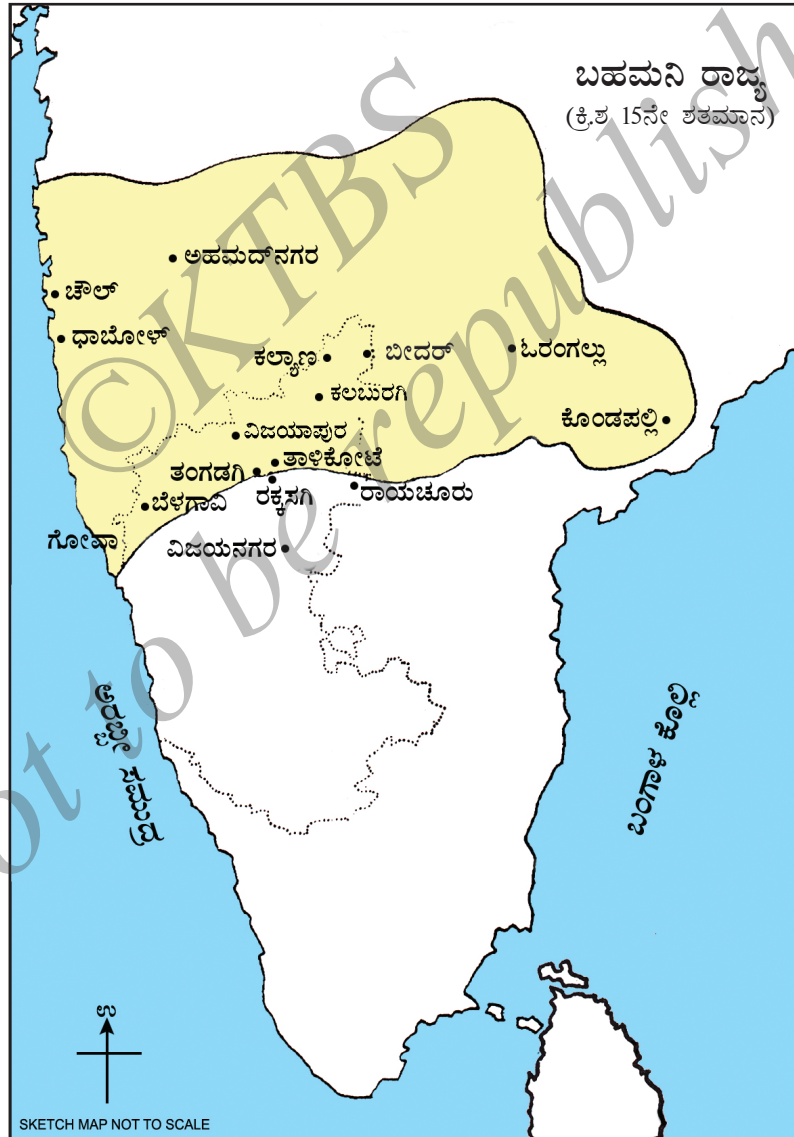 ಬಹಮನಿ ರಾಜ್ಯ
(ಕ್ರಿ.ಶ 15ನೇ ಶತಮಾನ)
ಅಹಮದ್‌ನಗರ
ಚೌಲ್
ಧಾಬೋಳ್
ಕಲ್ಯಾಣ
ಬೀದರ್
ಓರಂಗಲ್ಲು
ಕಲಬುರಗಿ
ಕೊಂಡಪಲ್ಲಿ
ವಿಜಯಾಪುರ
ತಾಳಿಕೋಟೆ
ತಂಗಡಗಿ
ರಕ್ಕಸಗಿ
ರಾಯಚೂರು
ಬೆಳಗಾವಿ
ಗೋವಾ
ವಿಜಯನಗರ
ಅರಬ್ಬೀ ಸಮುದ್ರ
ಬಂಗಾಳ ಕೊಲ್ಲಿ
ಉ
SKETCH MAP NOT TO SCALE
©KTBS
not to be republish